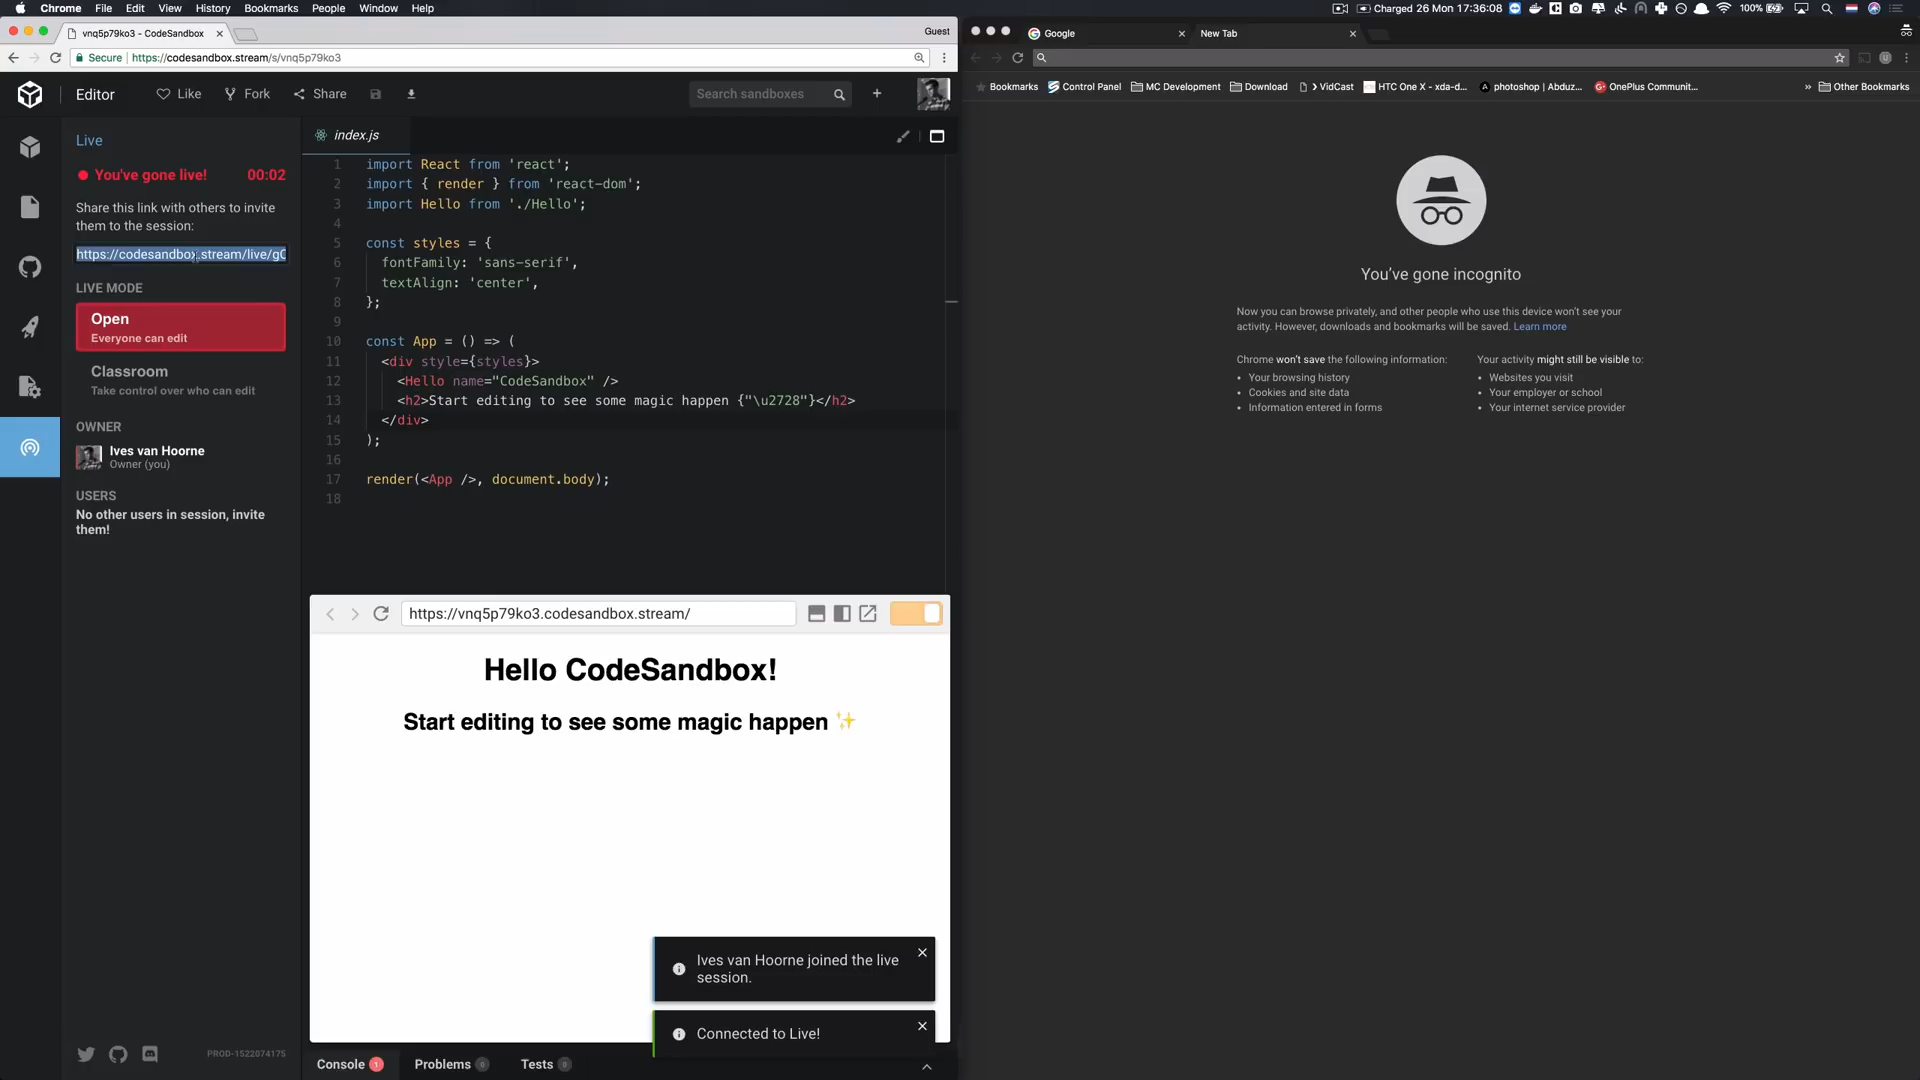 Chrome File Edit View History Bookmarks People Window Help
Charged 26 Mon 17:36:08 100%
vnq5p79ko3 - CodeSandbox
Guest
Secure https://codesandbox.stream/s/vnq5p79ko3
Editor Like Fork Share Search sandboxes
Live
You've gone live! 00:02
Share this link with others to invite
them to the session:
https://codesandbox.stream/live/g
LIVE MODE
Open
Everyone can edit
Classroom
Take control over who can edit
OWNER
Ives van Hoorne
Owner (you)
USERS
No other users in session, invite
them!
PROD-1522074175
index.js
1 import React from 'react';
2 import { render } from 'react-dom';
3 import Hello from './Hello';
4
5 const styles = {
6 fontFamily: 'sans-serif',
7 textAlign: 'center',
8 };
9
10 const App = () => (
11 <div style={styles}>
12 <Hello name="CodeSandbox" />
13 <h2>Start editing to see some magic happen {"\u2728"}</h2>
14 </div>
15 );
16
17 render(<App />, document.body);
18
https://vnq5p79ko3.codesandbox.stream/
Hello CodeSandbox!
Start editing to see some magic happen ✨
Ives van Hoorne joined the live
session.
Connected to Live!
Console 1 Problems 0 Tests 0
Google
New Tab
Bookmarks Control Panel MC Development Download VidCast HTC One X - xda-d... photoshop | Abduz... OnePlus Communit... » Other Bookmarks
You've gone incognito
Now you can browse privately, and other people who use this device won't see your
activity. However, downloads and bookmarks will be saved. Learn more
Chrome won't save the following information:
• Your browsing history
• Cookies and site data
• Information entered in forms
Your activity might still be visible to:
• Websites you visit
• Your employer or school
• Your internet service provider